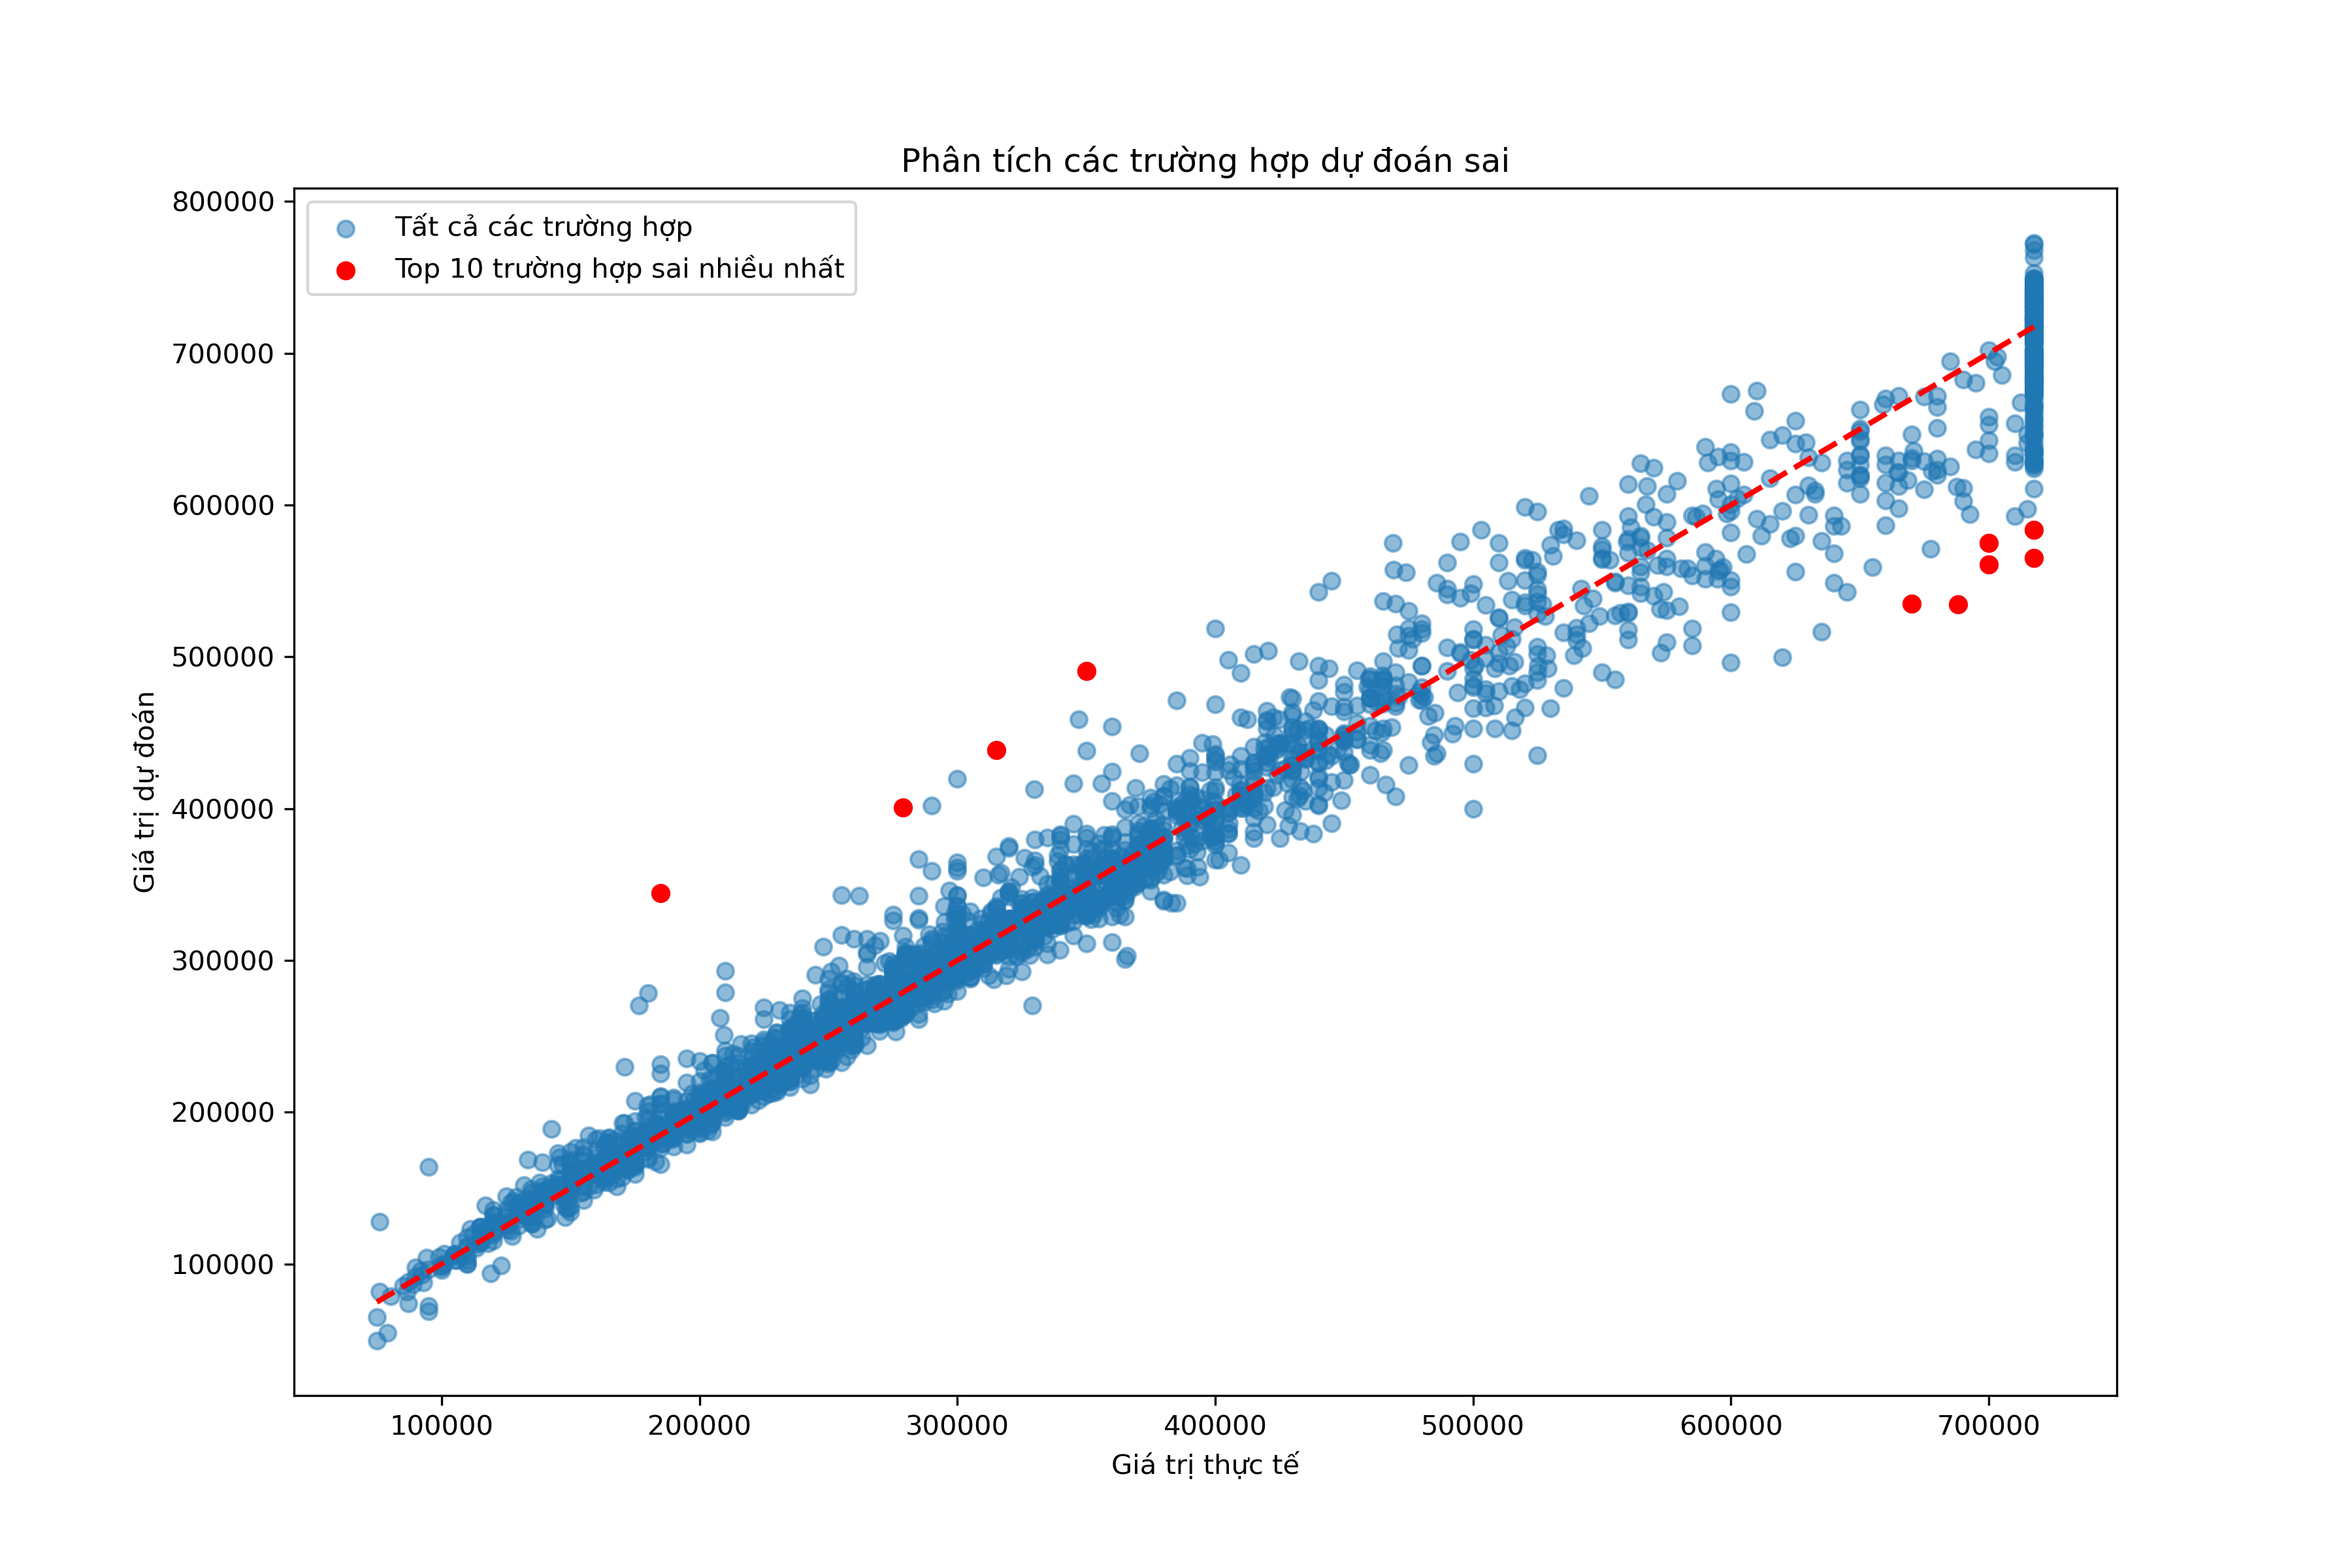 Phân tích các trường hợp dự đoán sai
Tất cả các trường hợp
Top 10 trường hợp sai nhiều nhất
Giá trị dự đoán
800000
700000
600000
500000
400000
300000
200000
100000
100000 200000 300000 400000 500000 600000 700000
Giá trị thực tế